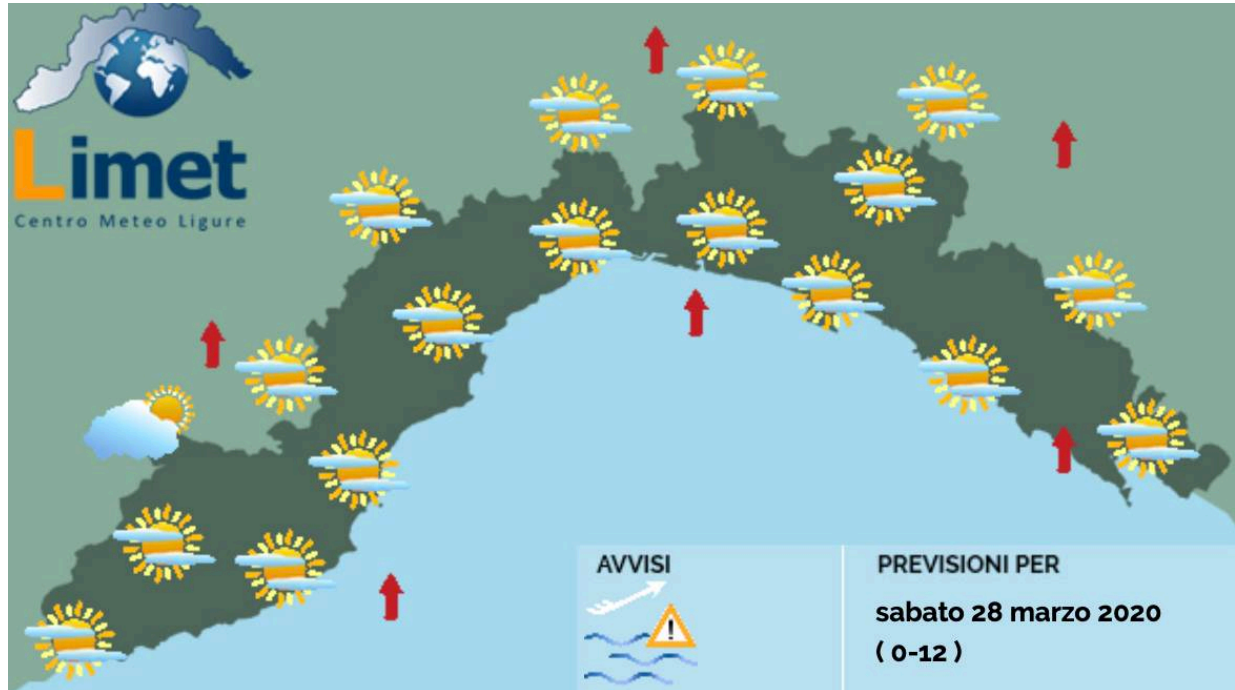 Limet
Centro Meteo Ligure
AVVISI
!
PREVISIONI PER
sabato 28 marzo 2020
( 0-12 )